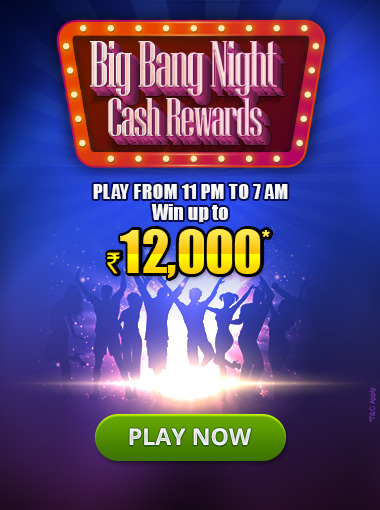 Big Bang Night
Cash Rewards
PLAY FROM 11 PM TO 7 AM
Win up to
₹12,000*
*T&C Apply
PLAY NOW